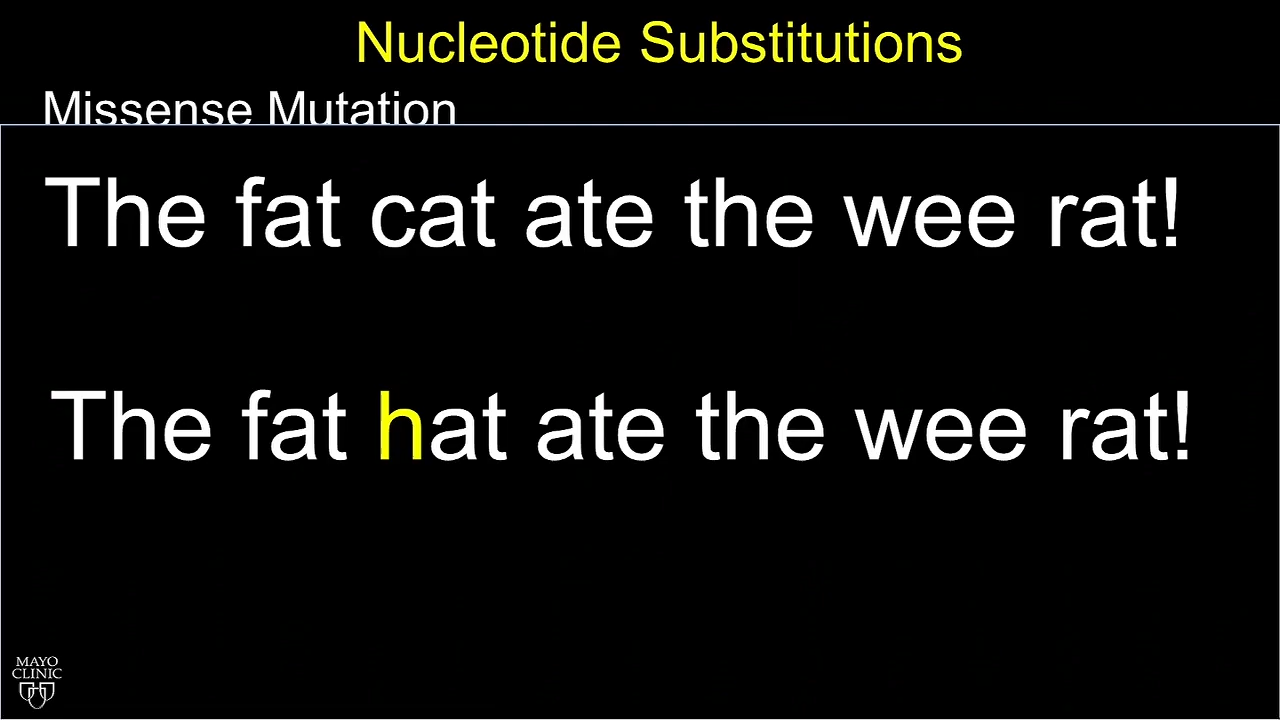 Nucleotide Substitutions
Missense Mutation
The fat cat ate the wee rat!
The fat hat ate the wee rat!
MAYO
CLINIC